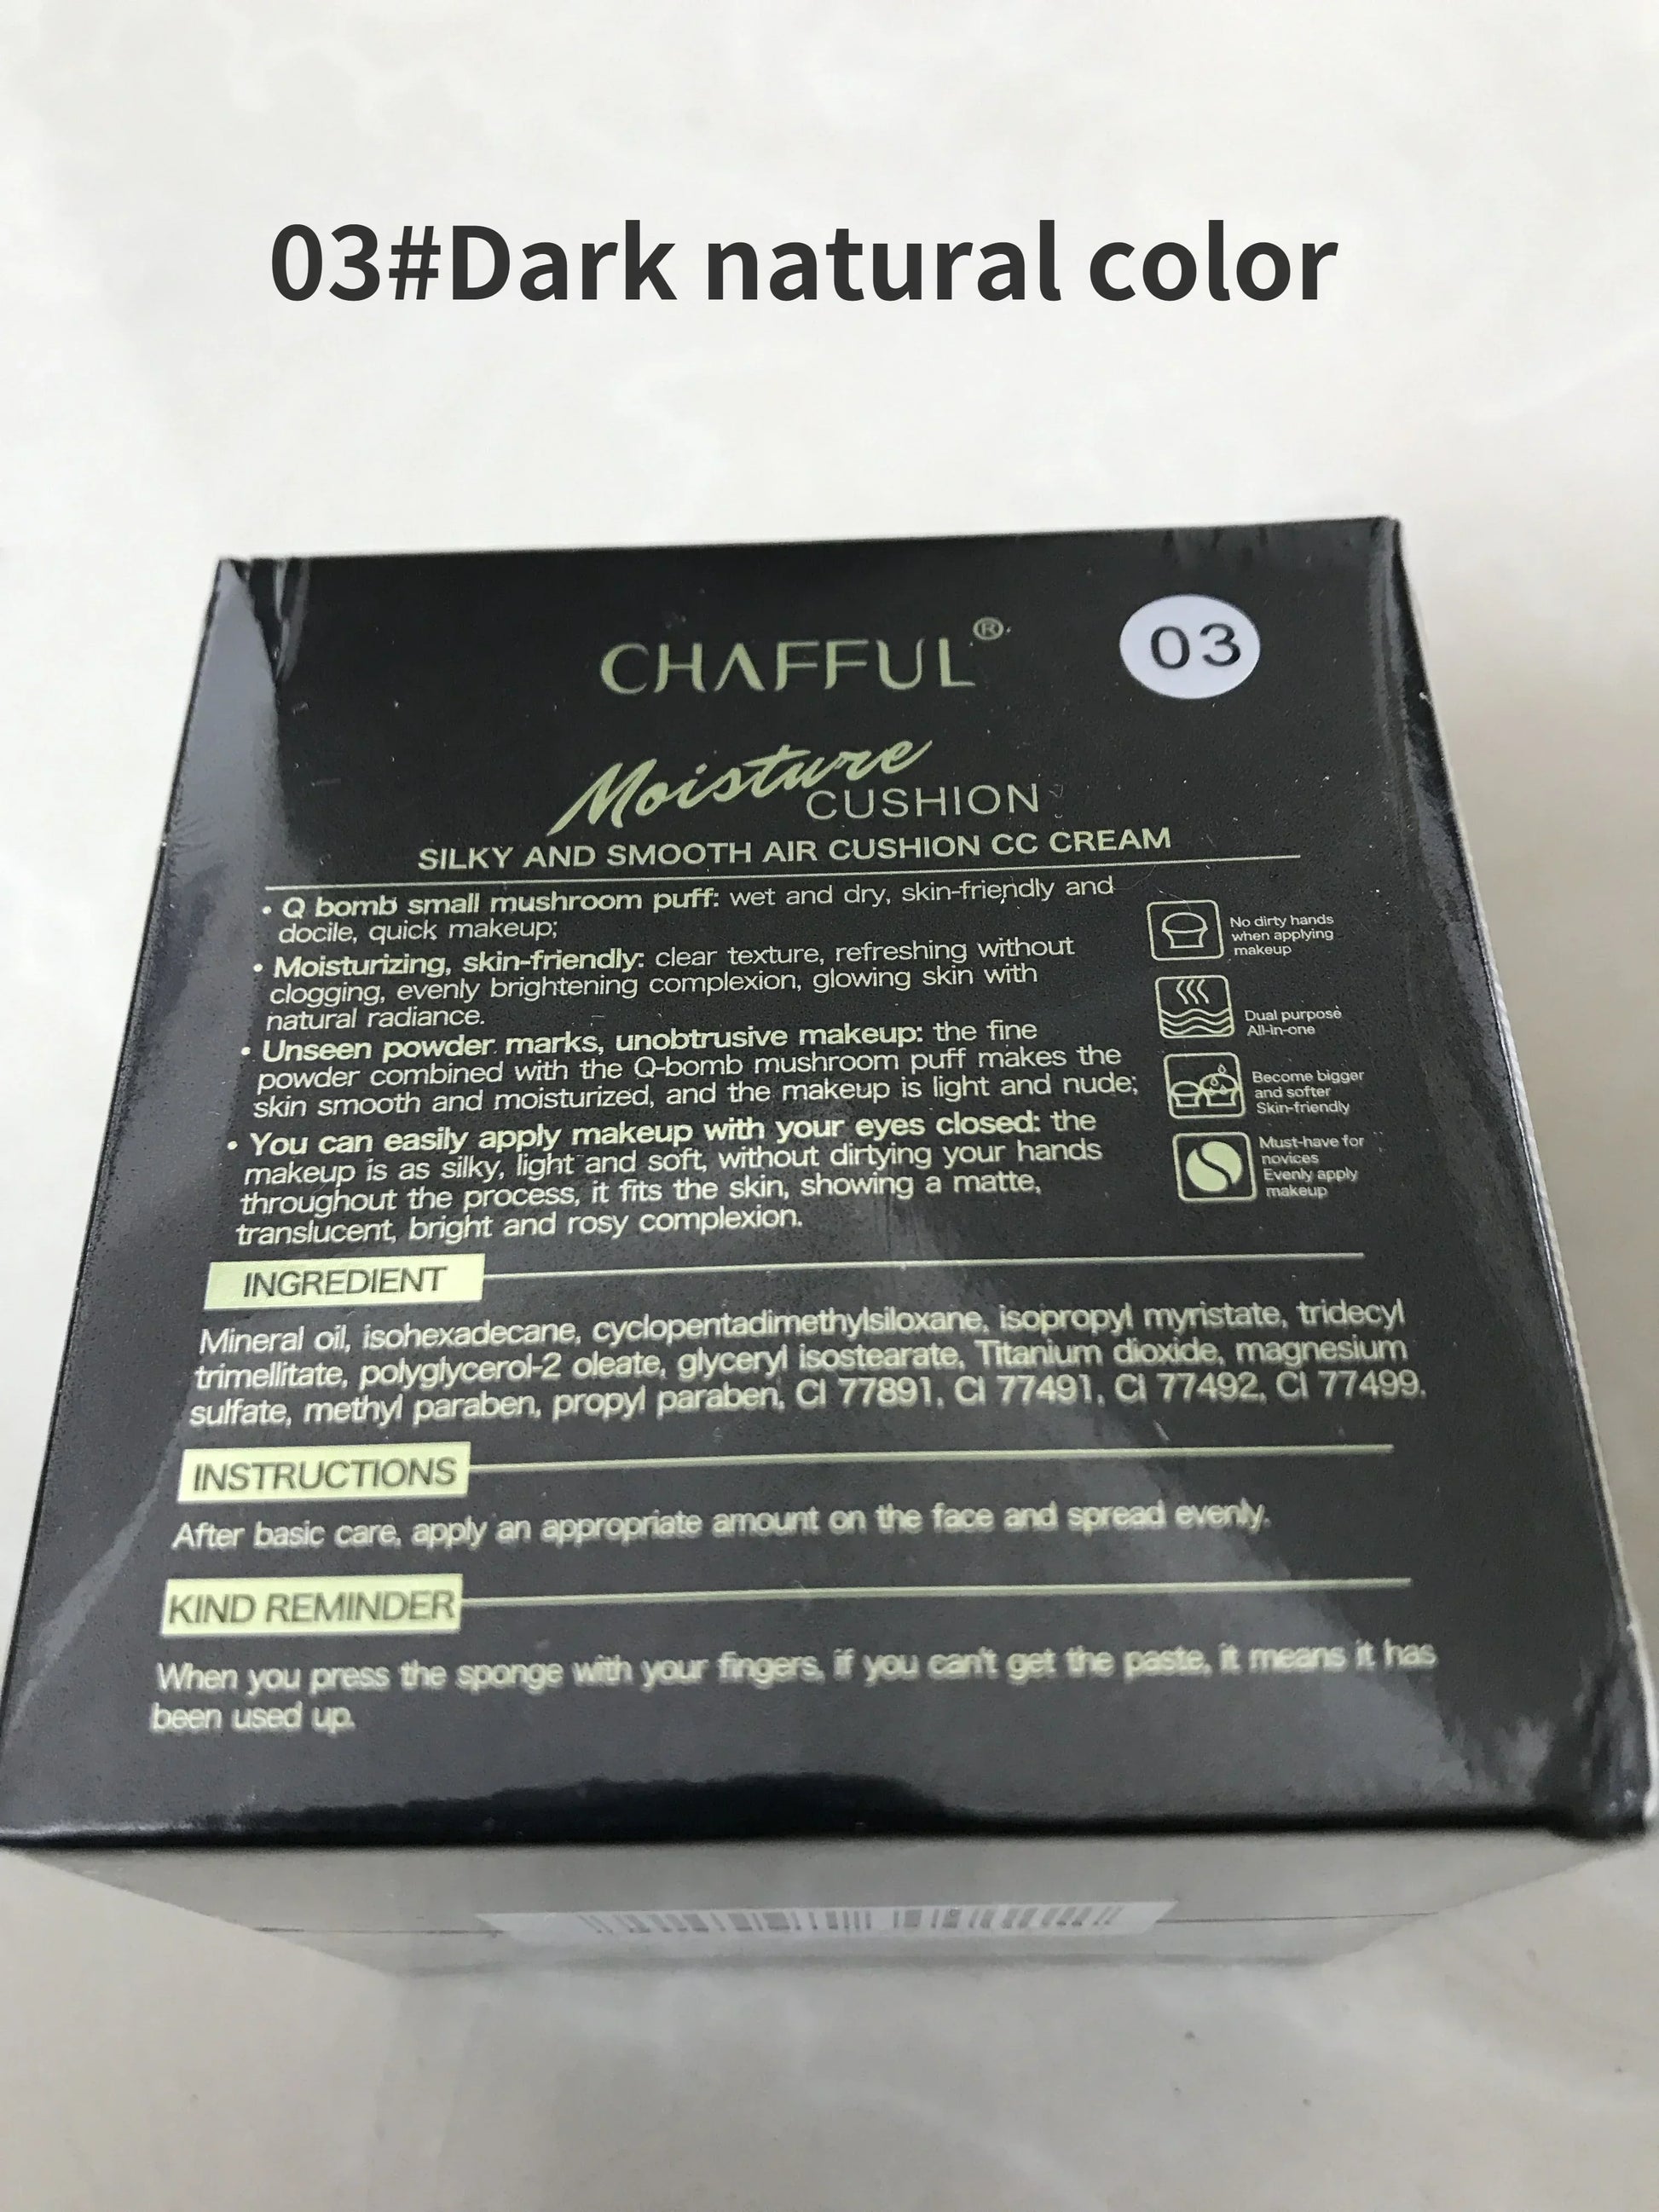 03#Dark natural color
CHAFFUL®
03
Moisture
CUSHION
SILKY AND SMOOTH AIR CUSHION CC CREAM
• Q bomb small mushroom puff: wet and dry, skin-friendly and
docile, quick makeup;
• Moisturizing, skin-friendly: clear texture, refreshing without
clogging, evenly brightening complexion, glowing skin with
natural radiance.
• Unseen powder marks, unobtrusive makeup: the fine
powder combined with the Q-bomb mushroom puff makes the
skin smooth and moisturized, and the makeup is light and nude;
• You can easily apply makeup with your eyes closed: the
makeup is as silky, light and soft, without dirtying your hands
throughout the process, it fits the skin, showing a matte,
translucent, bright and rosy complexion.
No dirty hands
when applying
makeup
Dual purpose
All-in-one
Become bigger
and softer
Skin-friendly
Must-have for
novices
Evenly apply
makeup
INGREDIENT
Mineral oil, isohexadecane, cyclopentadimethylsiloxane, isopropyl myristate, tridecyl
trimellitate, polyglycerol-2 oleate, glyceryl isostearate, Titanium dioxide, magnesium
sulfate, methyl paraben, propyl paraben, CI 77891, CI 77491, CI 77492, CI 77499.
INSTRUCTIONS
After basic care, apply an appropriate amount on the face and spread evenly.
KIND REMINDER
When you press the sponge with your fingers, if you can't get the paste, it means it has
been used up.